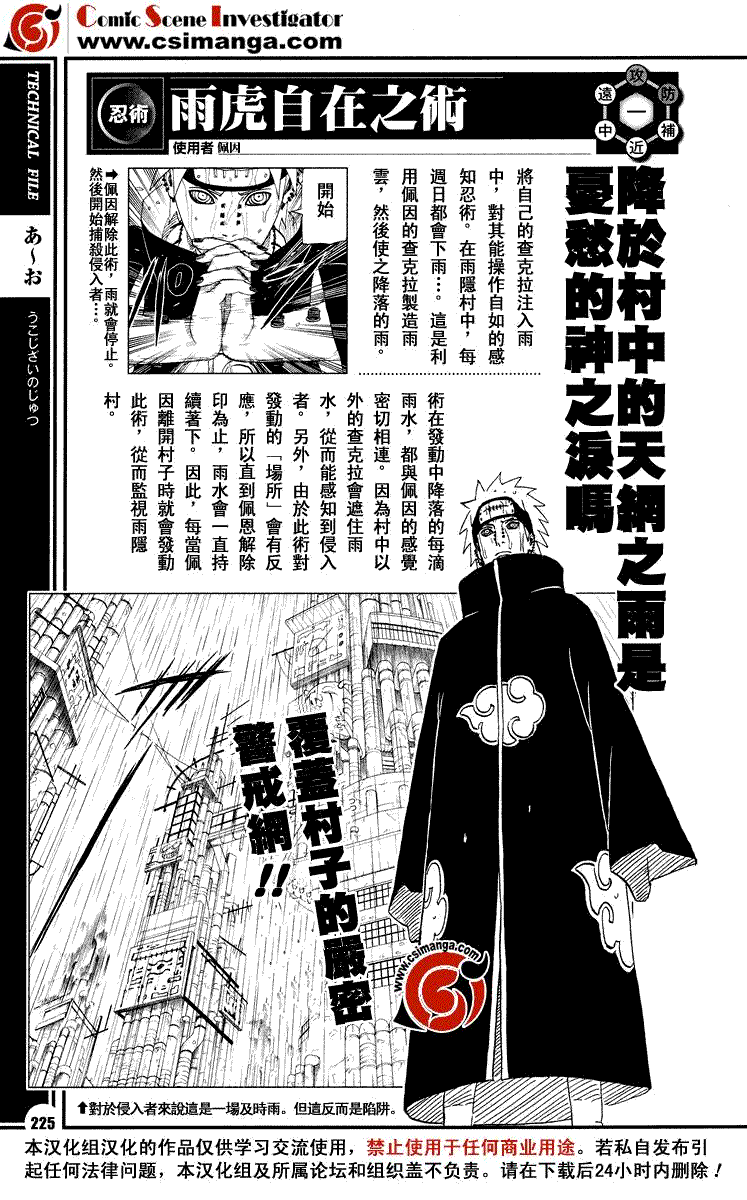 Comic Scene Investigator
www.csimanga.com
TECHNICAL FILE
あ～お
うこじざいのじゅつ
忍術
雨虎自在之術
使用者 佩因
攻
防
補
近
中
遠
一
降於村中的天網之雨是
憂愁的神之淚嗎
將自己的查克拉注入雨
中，對其能操作自如的感
知忍術。在雨隱村中，每
週日都會下雨…。這是利
用佩因的查克拉製造雨
雲，然後使之降落的雨。
開始
➡佩因解除此術，雨就會停止。
然後開始捕殺侵入者…。
術在發動中降落的每滴
雨水，都與佩因的感覺
密切相連。因為村中以
外的查克拉會遮住雨
水，從而能感知到侵入
者。另外，由於此術對
發動的「場所」會有反
應，所以直到佩恩解除
印為止，雨水會一直持
續著下。因此，每當佩
因離開村子時就會發動
此術，從而監視雨隱
村。
覆蓋村子的嚴密
警戒網!!
www.csimanga.com
⬆對於侵入者來說這是一場及時雨。但這反而是陷阱。
225
本汉化组汉化的作品仅供学习交流使用，禁止使用于任何商业用途。若私自发布引
起任何法律问题，本汉化组及所属论坛和组织盖不负责。请在下载后24小时内删除！